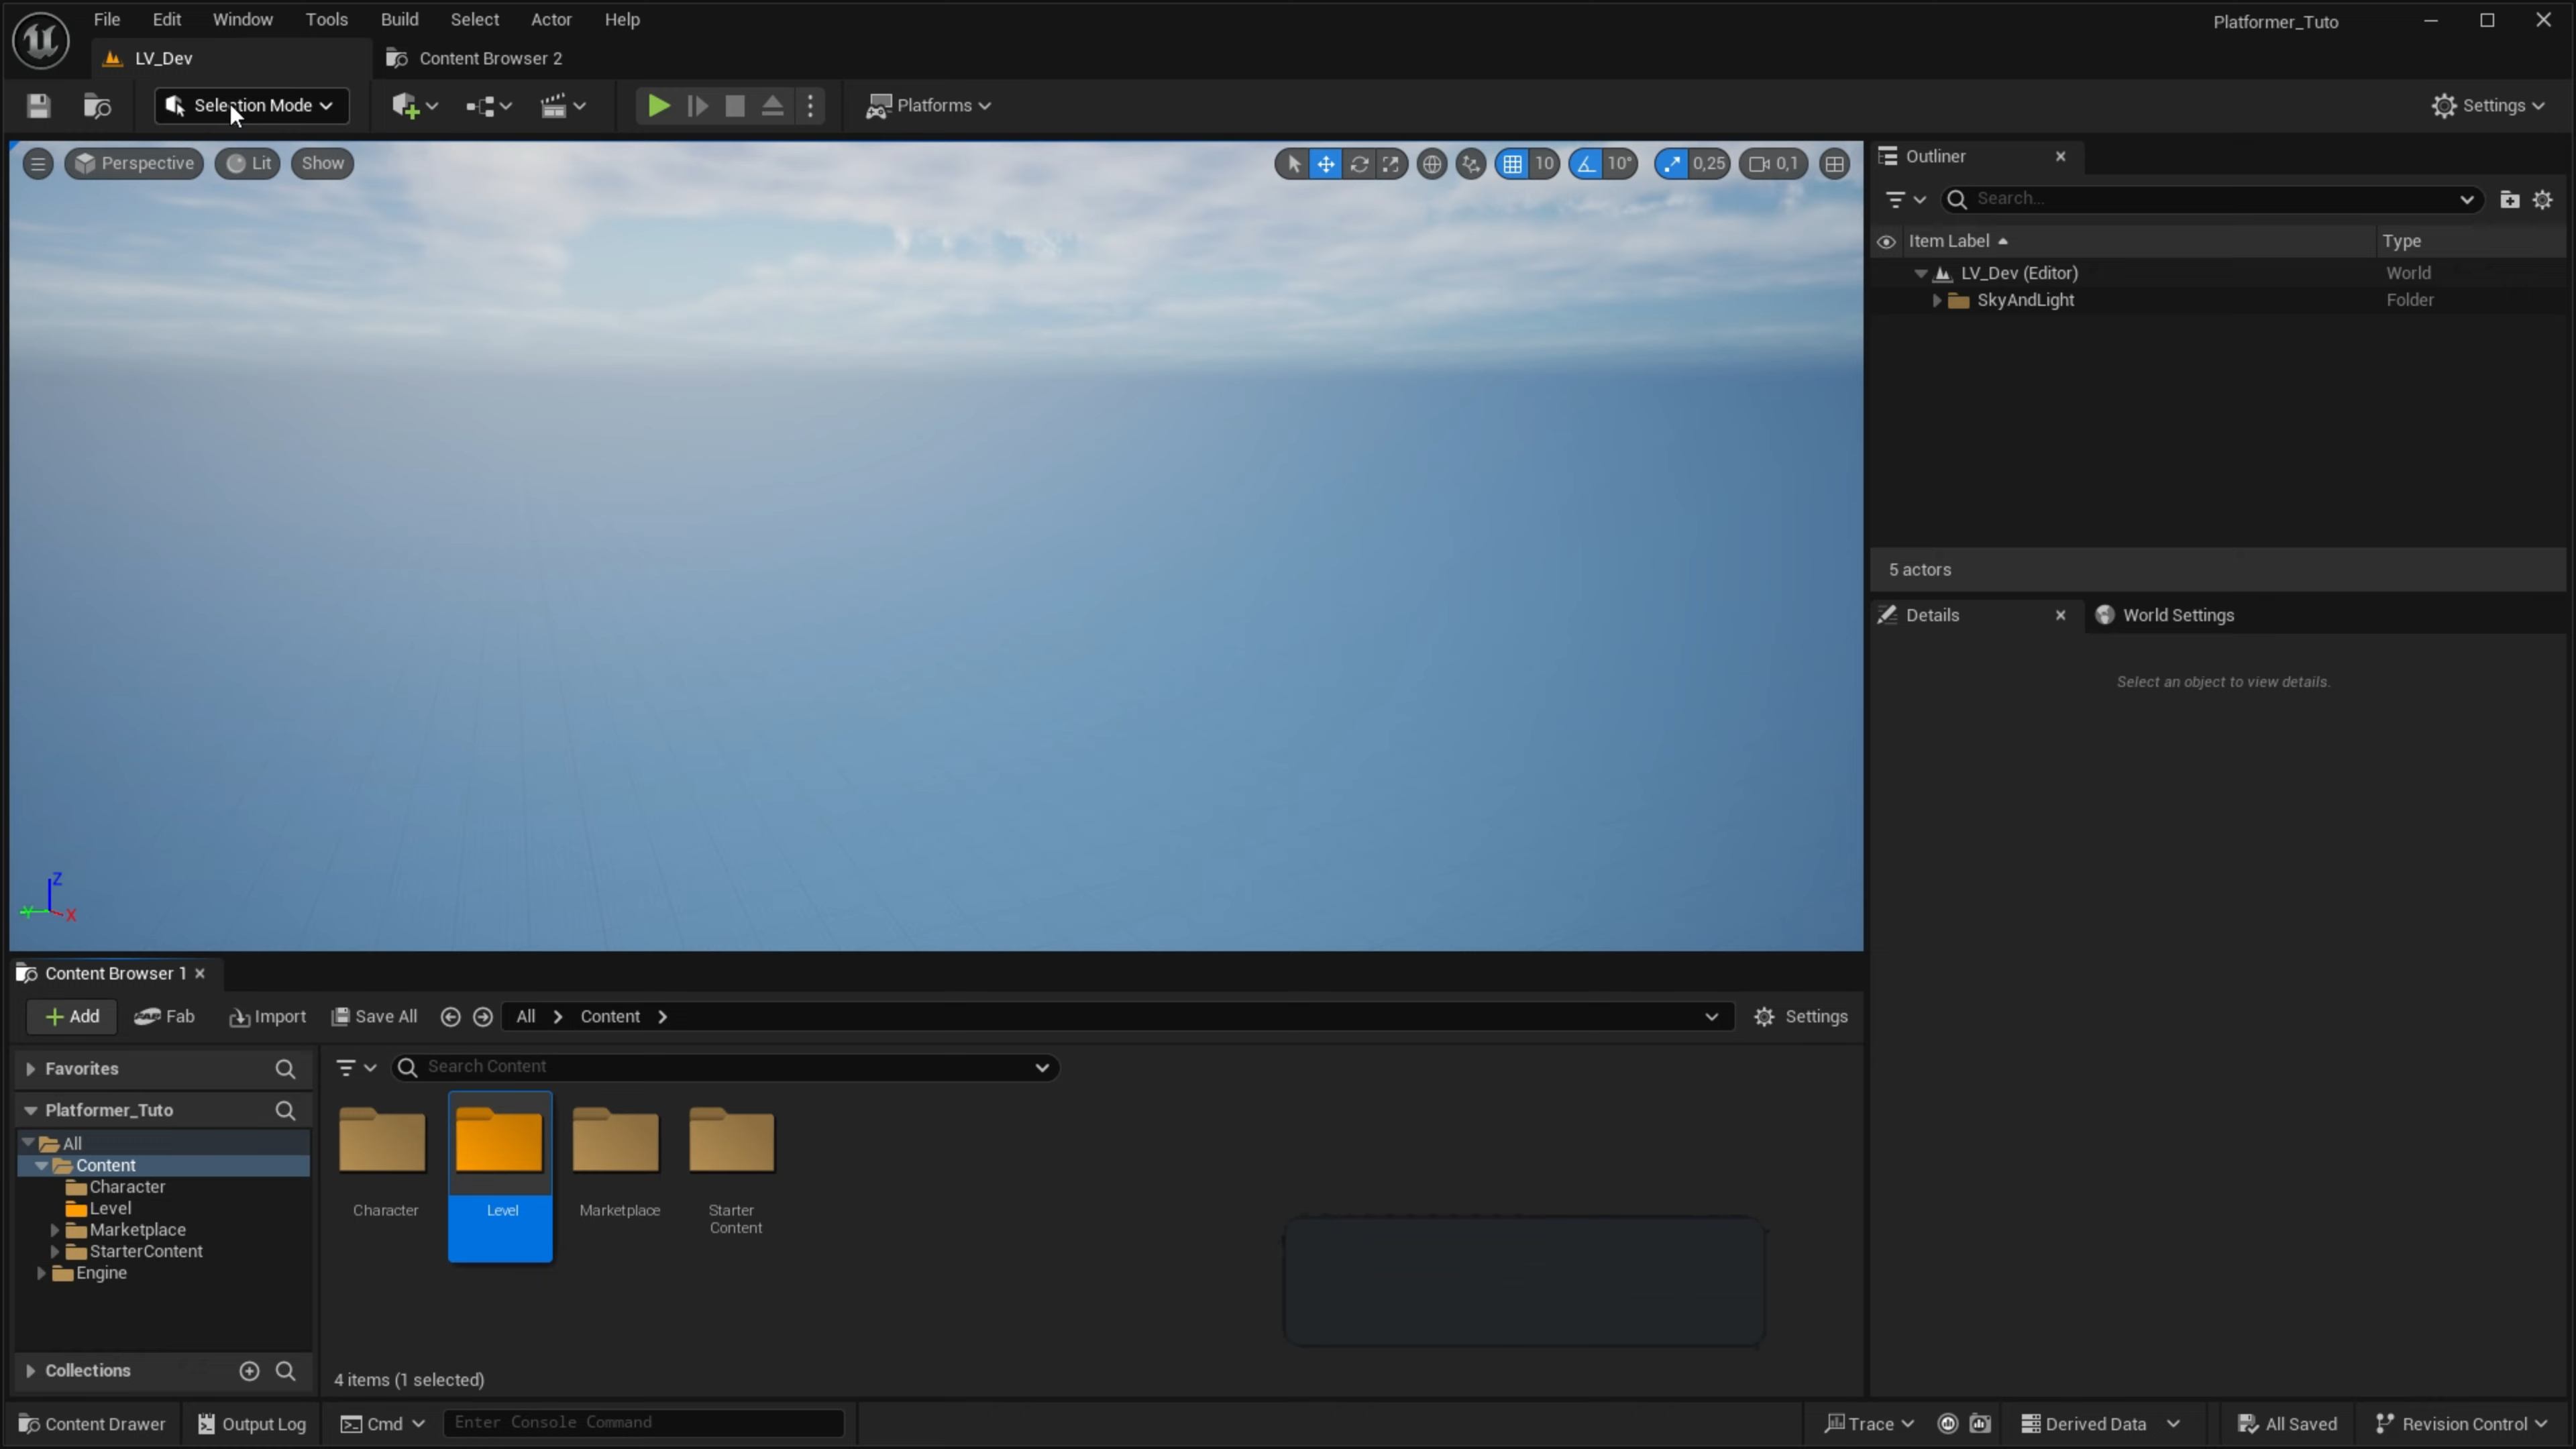 File Edit Window Tools Build Select Actor Help
Platformer_Tuto
LV_Dev
Content Browser 2
Selection Mode
Platforms
Settings
Perspective
Lit
Show
10
10°
0,25
0,1
Outliner
Search...
Item Label
Type
LV_Dev (Editor)
World
SkyAndLight
Folder
5 actors
Details
World Settings
Select an object to view details.
Z
Y
X
Content Browser 1
Add
Fab
Import
Save All
All
Content
Settings
Favorites
Search Content
Platformer_Tuto
All
Content
Character
Level
Marketplace
StarterContent
Engine
Character
Level
Marketplace
Starter
Content
Collections
4 items (1 selected)
Content Drawer
Output Log
Cmd
Enter Console Command
Trace
Derived Data
All Saved
Revision Control